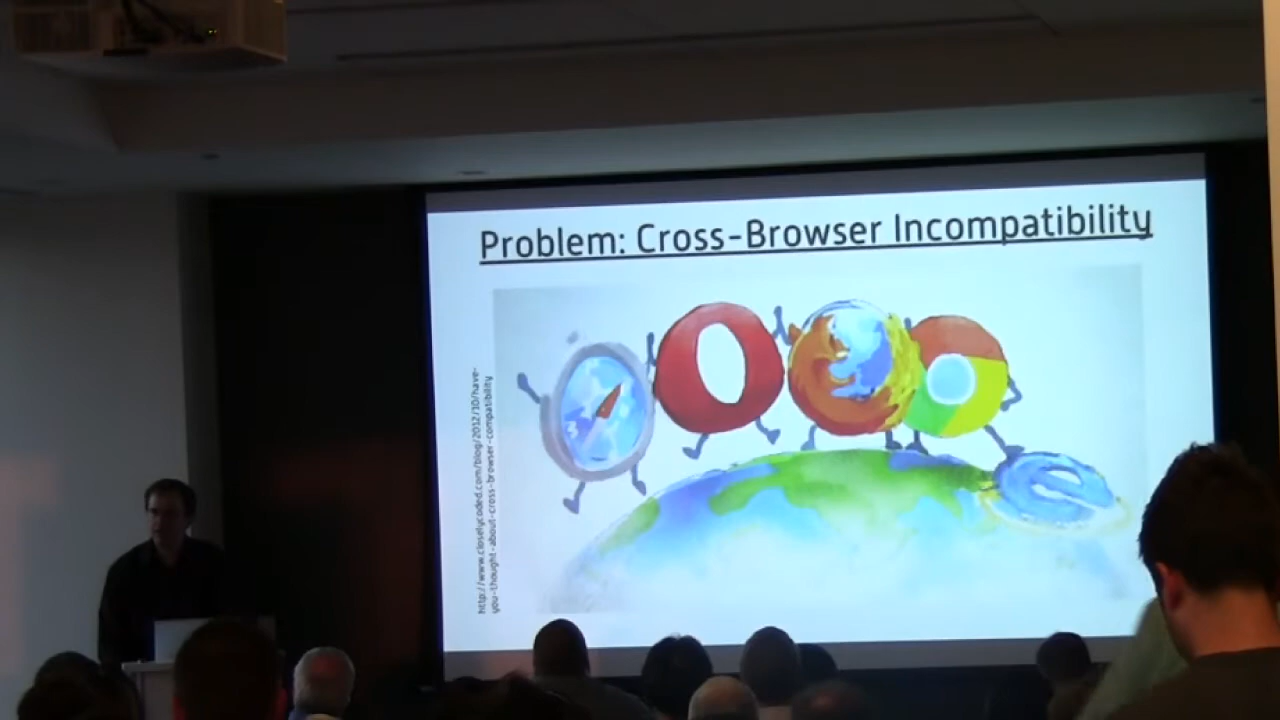 Problem: Cross-Browser Incompatibility
http://www.closelycoded.com/blog/2012/10/have-
you-thought-about-cross-browser-compatibility